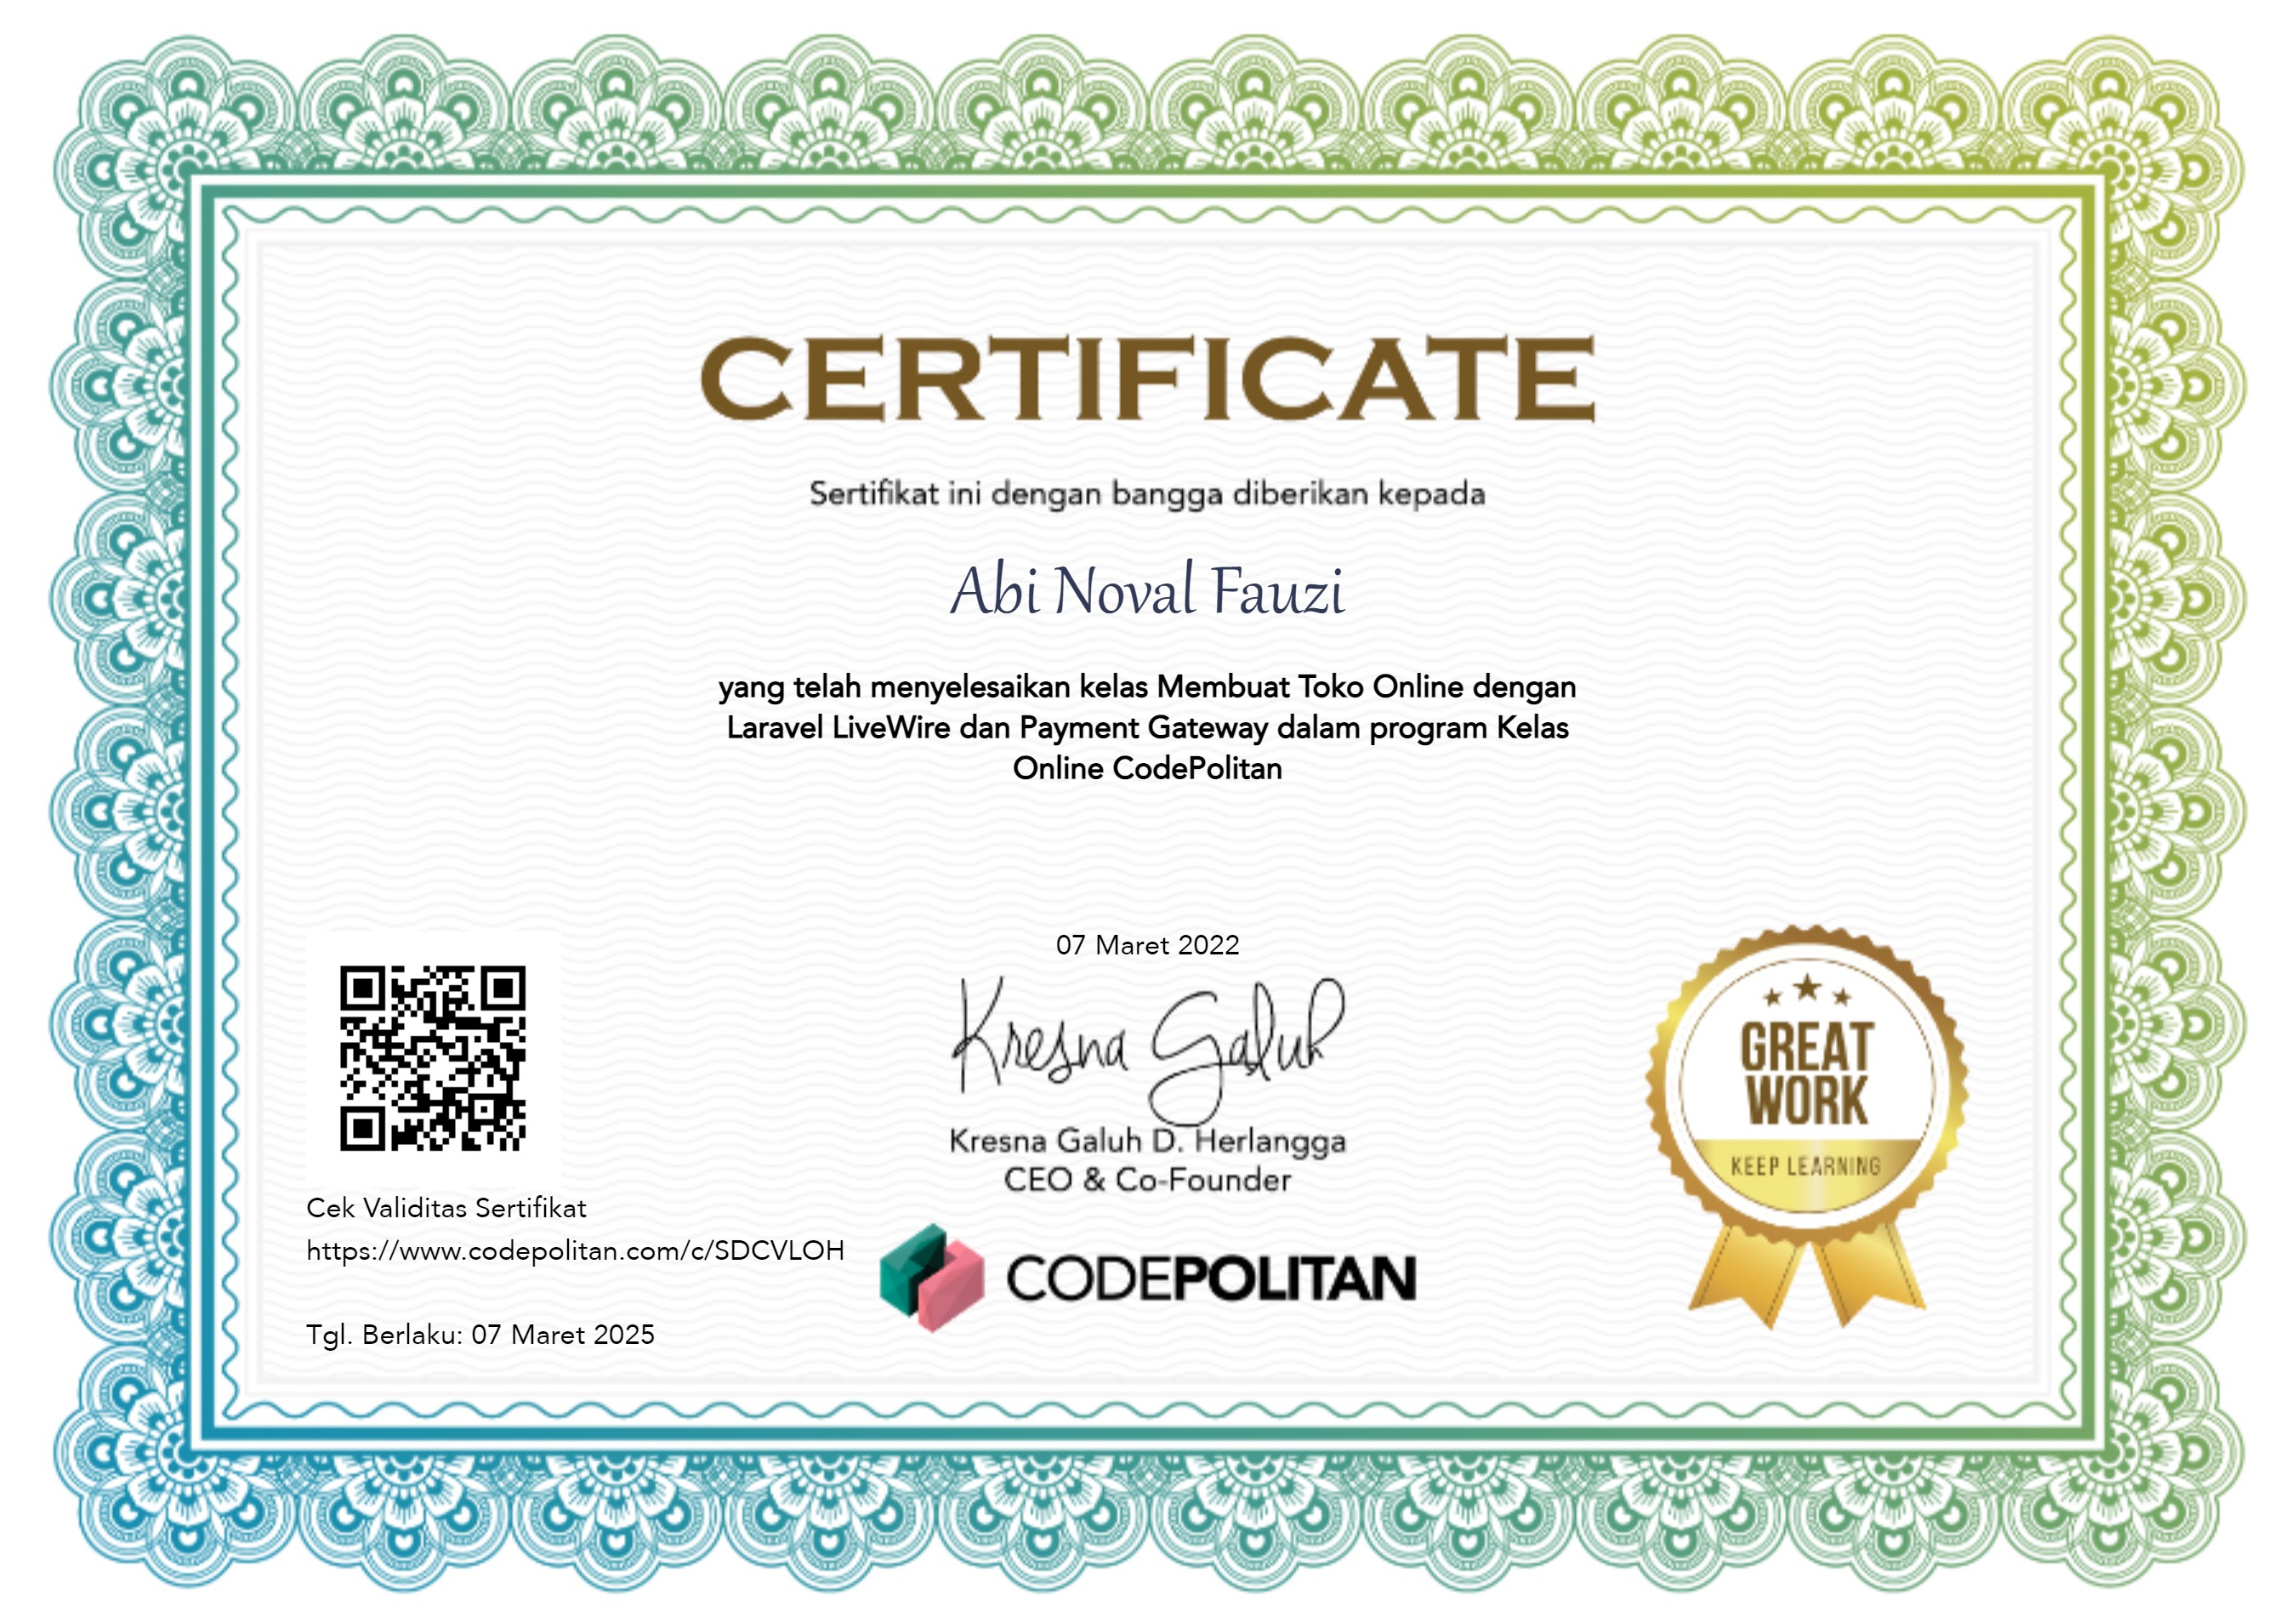 CERTIFICATE
Sertifikat ini dengan bangga diberikan kepada
Abi Noval Fauzi
yang telah menyelesaikan kelas Membuat Toko Online dengan
Laravel LiveWire dan Payment Gateway dalam program Kelas
Online CodePolitan
07 Maret 2022
Kresna Galuh
Kresna Galuh D. Herlangga
CEO & Co-Founder
CODEPOLITAN
Cek Validitas Sertifikat
https://www.codepolitan.com/c/SDCVLOH
Tgl. Berlaku: 07 Maret 2025
GREAT
WORK
KEEP LEARNING